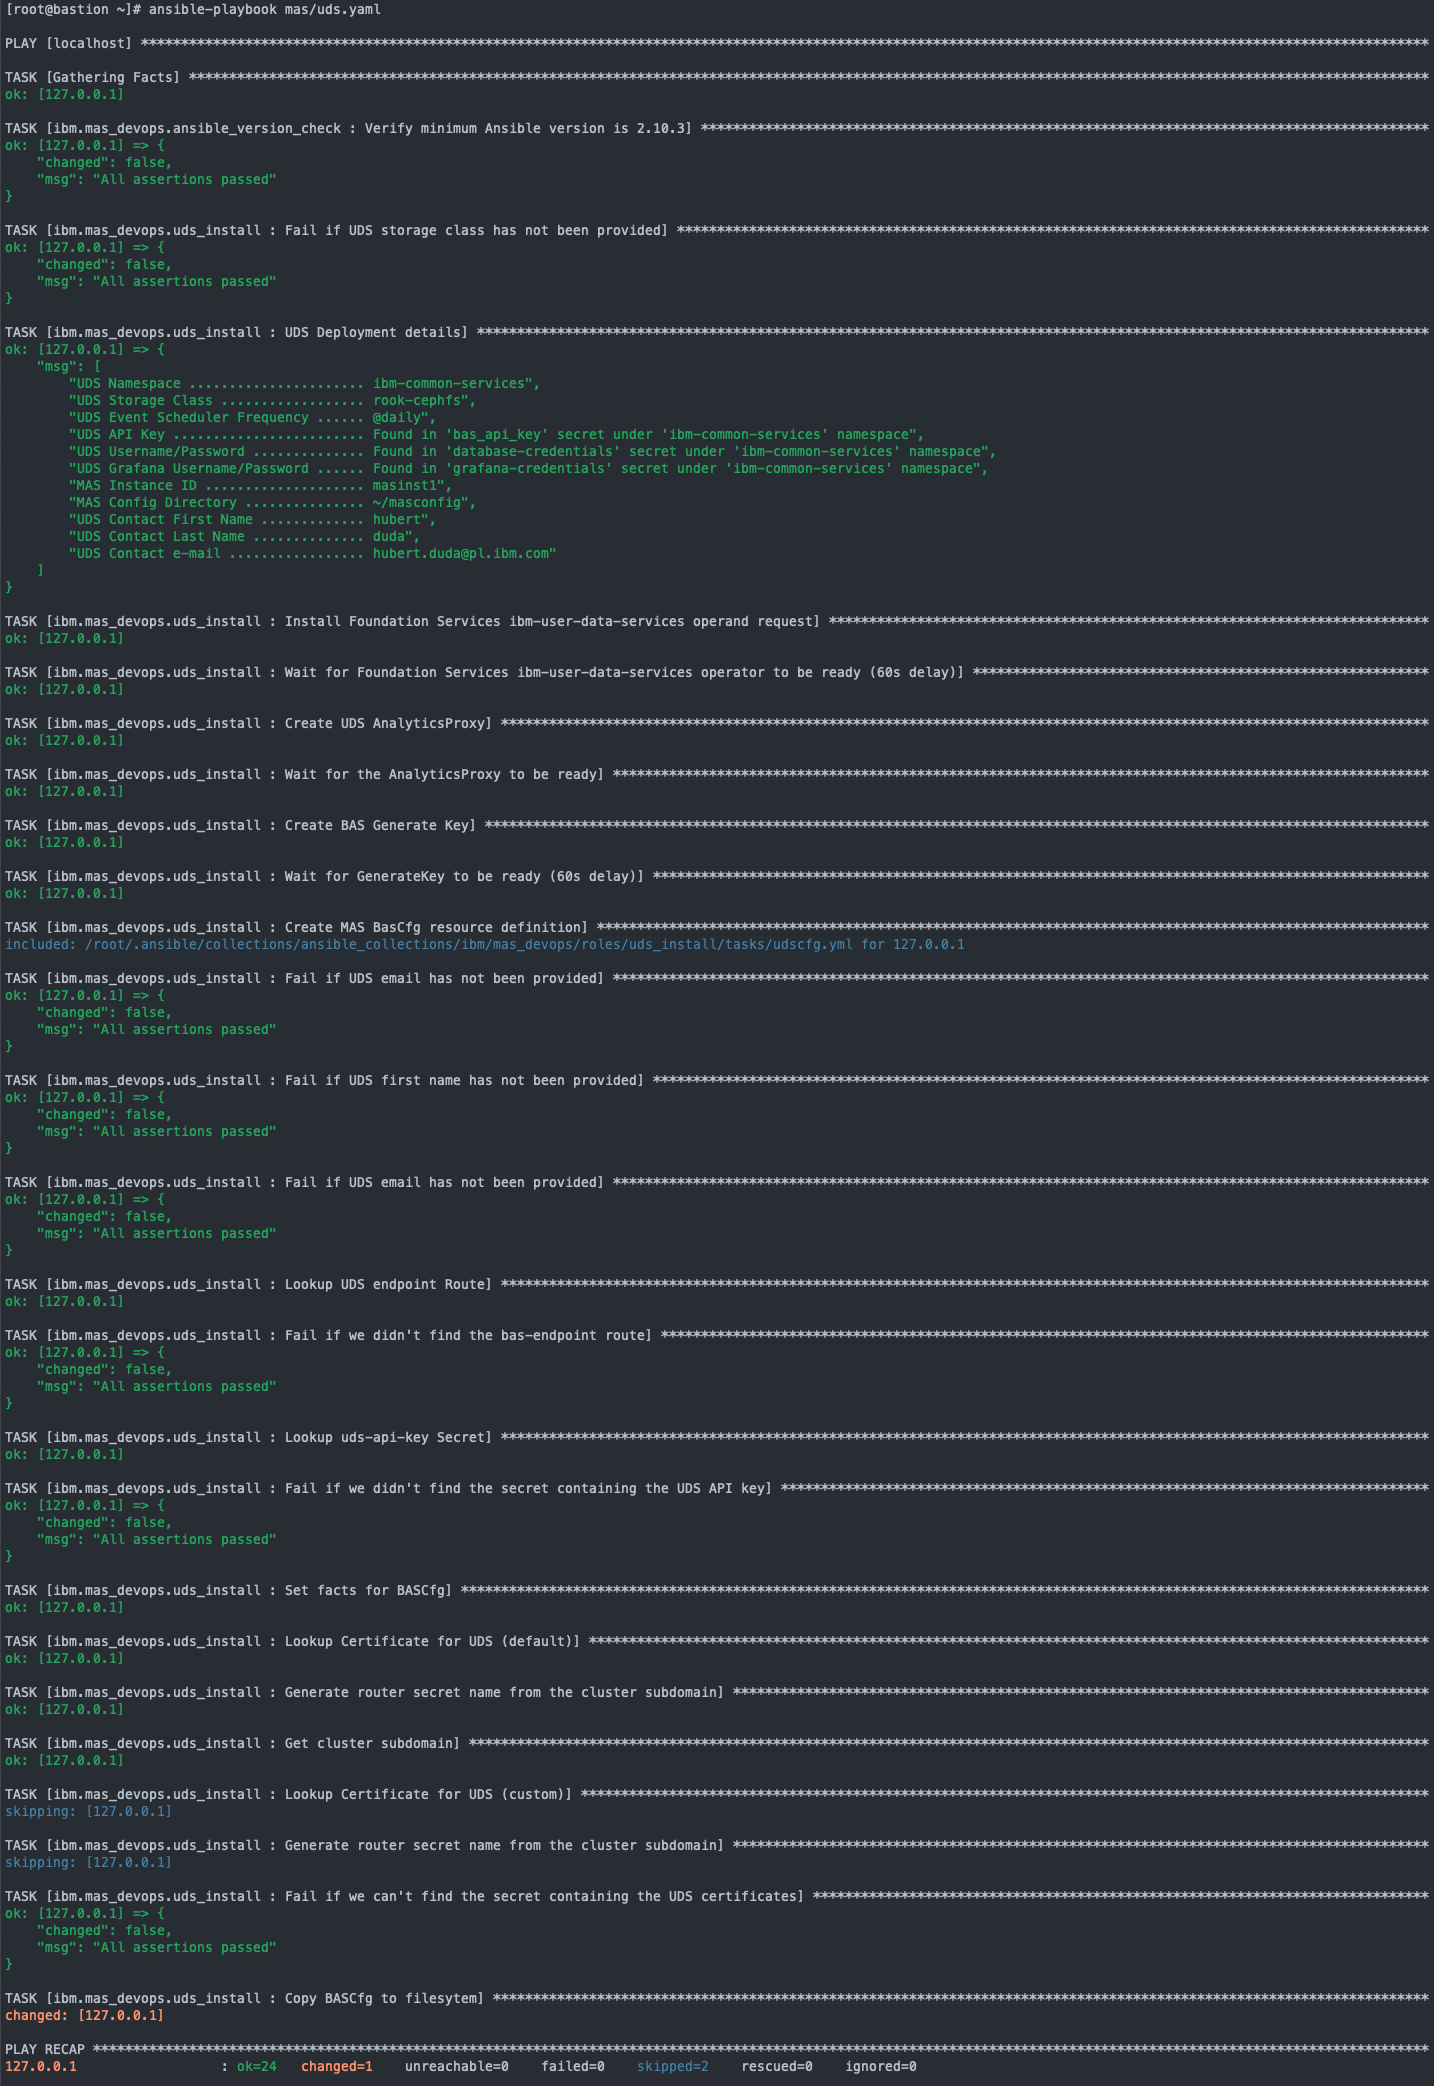 [root@bastion ~]# ansible-playbook mas/uds.yaml
PLAY [localhost] *****************************************************************************************************************************************************************
TASK [Gathering Facts] ***********************************************************************************************************************************************************
ok: [127.0.0.1]
TASK [ibm.mas_devops.ansible_version_check : Verify minimum Ansible version is 2.10.3] *******************************************************************************************
ok: [127.0.0.1] => {
    "changed": false,
    "msg": "All assertions passed"
}
TASK [ibm.mas_devops.uds_install : Fail if UDS storage class has not been provided] **********************************************************************************************
ok: [127.0.0.1] => {
    "changed": false,
    "msg": "All assertions passed"
}
TASK [ibm.mas_devops.uds_install : UDS Deployment details] ***********************************************************************************************************************
ok: [127.0.0.1] => {
    "msg": [
        "UDS Namespace ...................... ibm-common-services",
        "UDS Storage Class .................. rook-cephfs",
        "UDS Event Scheduler Frequency ...... @daily",
        "UDS API Key ........................ Found in 'bas_api_key' secret under 'ibm-common-services' namespace",
        "UDS Username/Password .............. Found in 'database-credentials' secret under 'ibm-common-services' namespace",
        "UDS Grafana Username/Password ...... Found in 'grafana-credentials' secret under 'ibm-common-services' namespace",
        "MAS Instance ID .................... masinst1",
        "MAS Config Directory ............... ~/masconfig",
        "UDS Contact First Name ............. hubert",
        "UDS Contact Last Name .............. duda",
        "UDS Contact e-mail ................. hubert.duda@pl.ibm.com"
    ]
}
TASK [ibm.mas_devops.uds_install : Install Foundation Services ibm-user-data-services operand request] ***************************************************************************
ok: [127.0.0.1]
TASK [ibm.mas_devops.uds_install : Wait for Foundation Services ibm-user-data-services operator to be ready (60s delay)] *********************************************************
ok: [127.0.0.1]
TASK [ibm.mas_devops.uds_install : Create UDS AnalyticsProxy] ********************************************************************************************************************
ok: [127.0.0.1]
TASK [ibm.mas_devops.uds_install : Wait for the AnalyticsProxy to be ready] ******************************************************************************************************
ok: [127.0.0.1]
TASK [ibm.mas_devops.uds_install : Create BAS Generate Key] **********************************************************************************************************************
ok: [127.0.0.1]
TASK [ibm.mas_devops.uds_install : Wait for GenerateKey to be ready (60s delay)] *************************************************************************************************
ok: [127.0.0.1]
TASK [ibm.mas_devops.uds_install : Create MAS BasCfg resource definition] ********************************************************************************************************
included: /root/.ansible/collections/ansible_collections/ibm/mas_devops/roles/uds_install/tasks/udscfg.yml for 127.0.0.1
TASK [ibm.mas_devops.uds_install : Fail if UDS email has not been provided] ******************************************************************************************************
ok: [127.0.0.1] => {
    "changed": false,
    "msg": "All assertions passed"
}
TASK [ibm.mas_devops.uds_install : Fail if UDS first name has not been provided] *************************************************************************************************
ok: [127.0.0.1] => {
    "changed": false,
    "msg": "All assertions passed"
}
TASK [ibm.mas_devops.uds_install : Fail if UDS email has not been provided] ******************************************************************************************************
ok: [127.0.0.1] => {
    "changed": false,
    "msg": "All assertions passed"
}
TASK [ibm.mas_devops.uds_install : Lookup UDS endpoint Route] ********************************************************************************************************************
ok: [127.0.0.1]
TASK [ibm.mas_devops.uds_install : Fail if we didn't find the bas-endpoint route] ************************************************************************************************
ok: [127.0.0.1] => {
    "changed": false,
    "msg": "All assertions passed"
}
TASK [ibm.mas_devops.uds_install : Lookup uds-api-key Secret] ********************************************************************************************************************
ok: [127.0.0.1]
TASK [ibm.mas_devops.uds_install : Fail if we didn't find the secret containing the UDS API key] *********************************************************************************
ok: [127.0.0.1] => {
    "changed": false,
    "msg": "All assertions passed"
}
TASK [ibm.mas_devops.uds_install : Set facts for BASCfg] *************************************************************************************************************************
ok: [127.0.0.1]
TASK [ibm.mas_devops.uds_install : Lookup Certificate for UDS (default)] *********************************************************************************************************
ok: [127.0.0.1]
TASK [ibm.mas_devops.uds_install : Generate router secret name from the cluster subdomain] ***************************************************************************************
ok: [127.0.0.1]
TASK [ibm.mas_devops.uds_install : Get cluster subdomain] ************************************************************************************************************************
ok: [127.0.0.1]
TASK [ibm.mas_devops.uds_install : Lookup Certificate for UDS (custom)] **********************************************************************************************************
skipping: [127.0.0.1]
TASK [ibm.mas_devops.uds_install : Generate router secret name from the cluster subdomain] ***************************************************************************************
skipping: [127.0.0.1]
TASK [ibm.mas_devops.uds_install : Fail if we can't find the secret containing the UDS certificates] *****************************************************************************
ok: [127.0.0.1] => {
    "changed": false,
    "msg": "All assertions passed"
}
TASK [ibm.mas_devops.uds_install : Copy BASCfg to filesytem] *********************************************************************************************************************
changed: [127.0.0.1]
PLAY RECAP ***********************************************************************************************************************************************************************
127.0.0.1                  : ok=24   changed=1    unreachable=0    failed=0    skipped=2    rescued=0    ignored=0